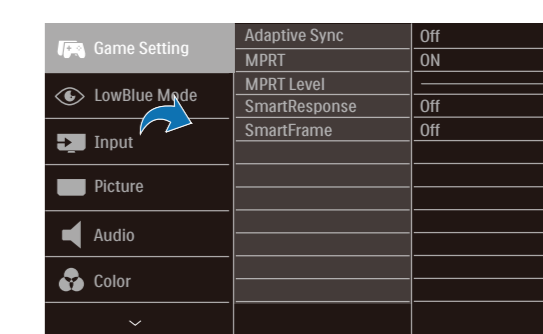 Game Setting
LowBlue Mode
Input
Picture
Audio
Color
Adaptive Sync Off
MPRT ON
MPRT Level
SmartResponse Off
SmartFrame Off